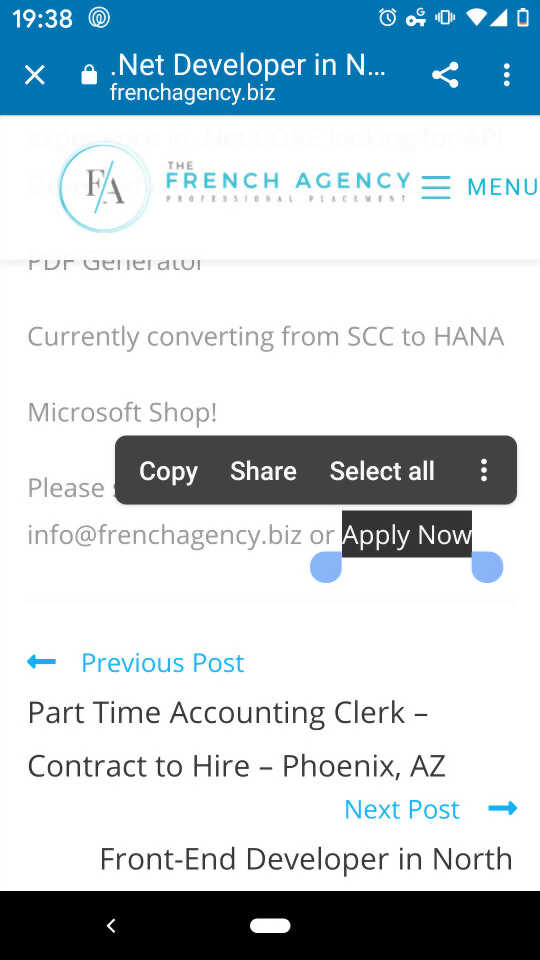 19:38
G
.Net Developer in N...
frenchagency.biz
F/A
THE
FRENCH AGENCY
PROFESSIONAL PLACEMENT
MENU
PDF Generator
Currently converting from SCC to HANA
Microsoft Shop!
Copy Share Select all
Please
info@frenchagency.biz or Apply Now
Previous Post
Part Time Accounting Clerk –
Contract to Hire – Phoenix, AZ
Next Post
Front-End Developer in North